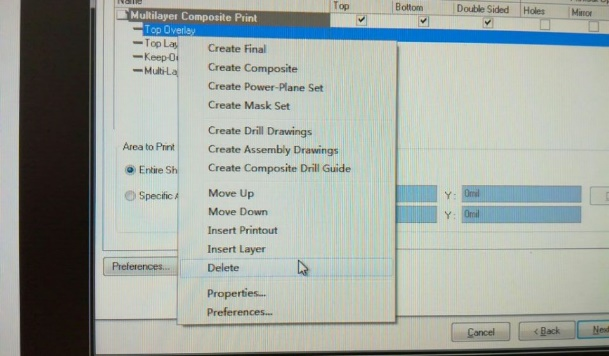 Name
Top
Bottom
Double Sided
Holes
Mirror
Multilayer Composite Print
Top Overlay
Top Lay
Multi-La
Create Final
Create Composite
Create Power-Plane Set
Create Mask Set
Create Drill Drawings
Create Assembly Drawings
Create Composite Drill Guide
Area to Print
Entire Sh
Specific A
Move Up
Move Down
Insert Printout
Insert Layer
Delete
Properties...
Preferences...
Y: 0mil
Y: 0mil
Preferences...
Cancel
< Back
Next